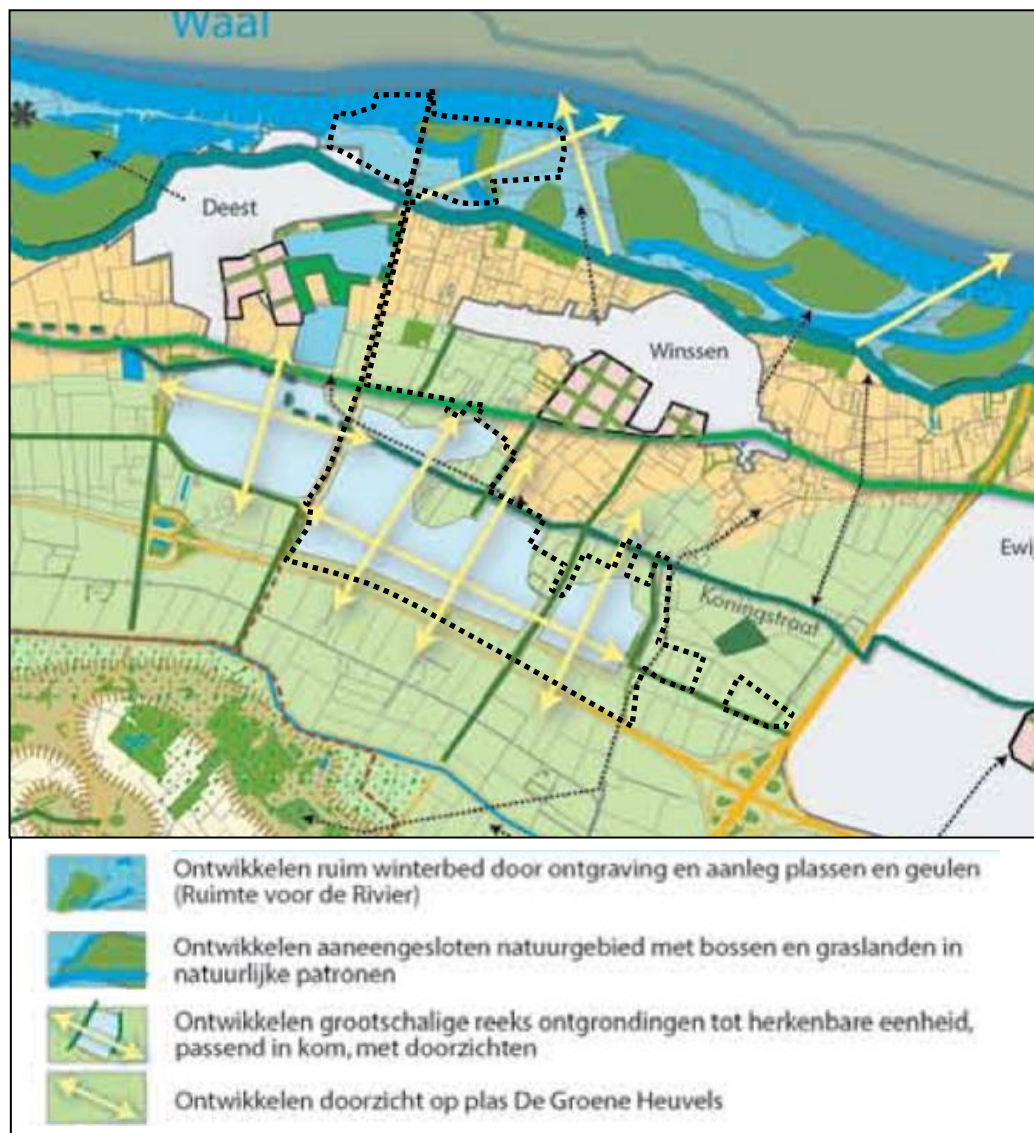 Waal
Deest
Winssen
Koningstraat
Ewij
Ontwikkelen ruim winterbed door ontgraving en aanleg plassen en geulen
(Ruimte voor de Rivier)
Ontwikkelen aaneengesloten natuurgebied met bossen en graslanden in
natuurlijke patronen
Ontwikkelen grootschalige reeks ontgrondingen tot herkenbare eenheid,
passend in kom, met doorzichten
Ontwikkelen doorzicht op plas De Groene Heuvels